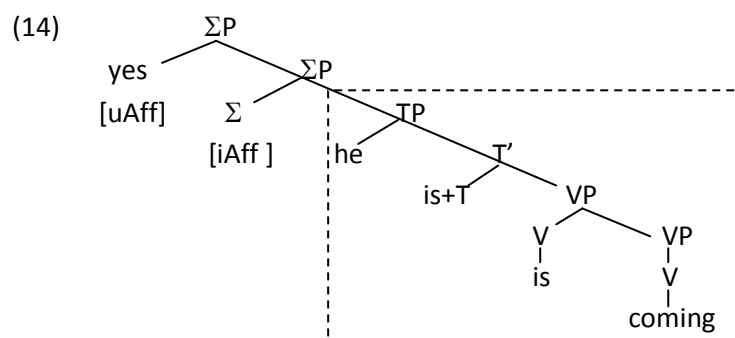 (14) ΣP
yes ΣP
[uAff] Σ TP
[iAff ] he T’
is+T VP
V VP
is V
coming